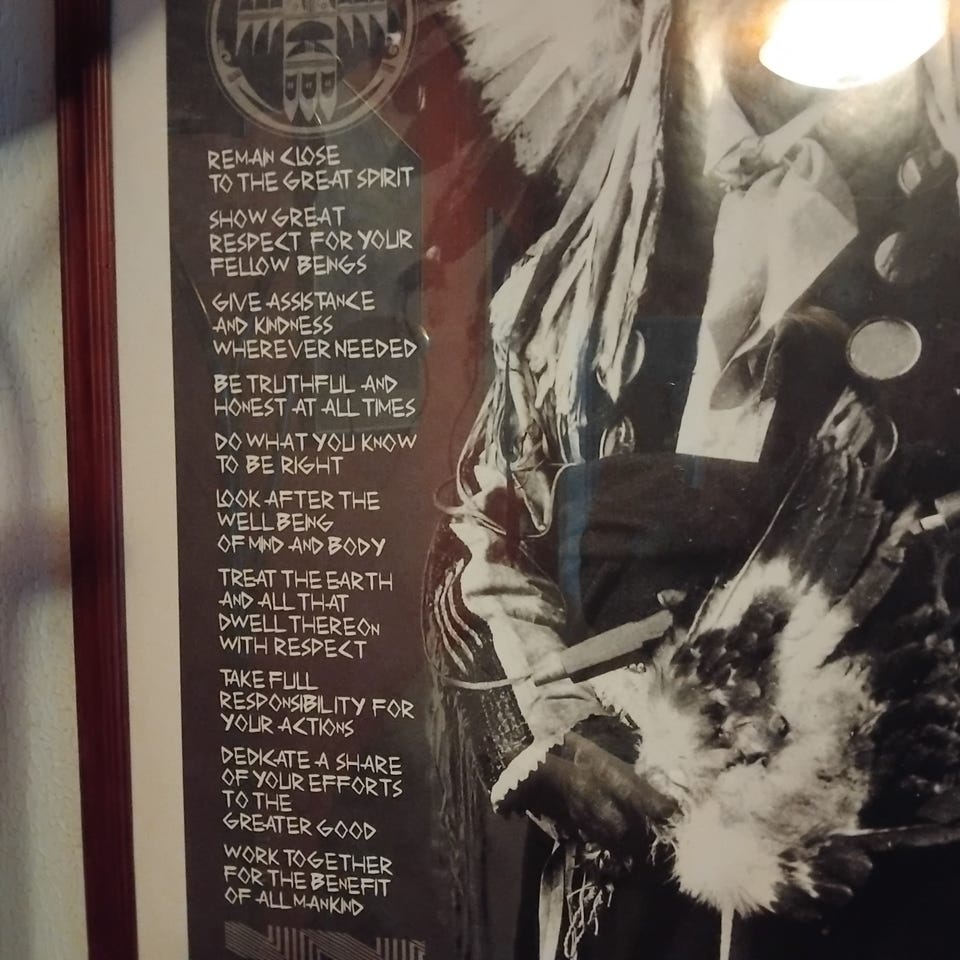 REMAIN CLOSE
TO THE GREAT SPIRIT
SHOW GREAT
RESPECT FOR YOUR
FELLOW BEINGS
GIVE ASSISTANCE
AND KINDNESS
WHEREVER NEEDED
BE TRUTHFUL AND
HONEST AT ALL TIMES
DO WHAT YOU KNOW
TO BE RIGHT
LOOK AFTER THE
WELL BEING
OF MIND AND BODY
TREAT THE EARTH
AND ALL THAT
DWELL THEREON
WITH RESPECT
TAKE FULL
RESPONSIBILITY FOR
YOUR ACTIONS
DEDICATE A SHARE
OF YOUR EFFORTS
TO THE
GREATER GOOD
WORK TOGETHER
FOR THE BENEFIT
OF ALL MANKIND